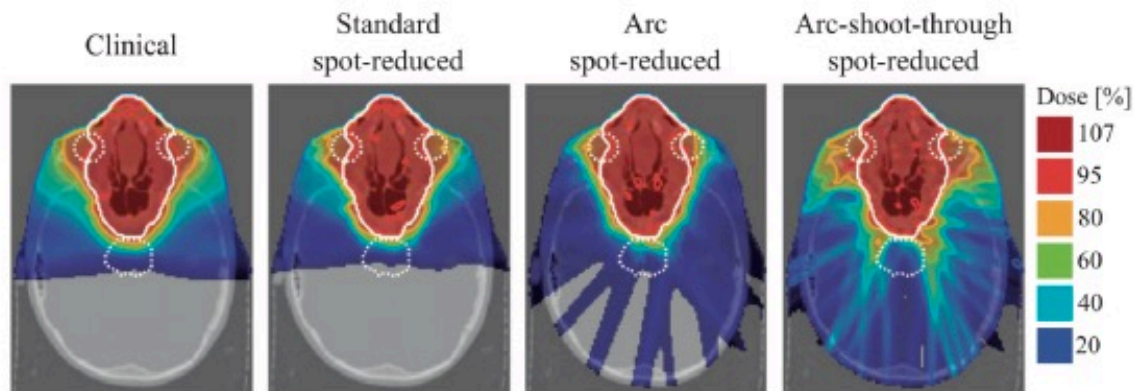 Clinical
Standard
spot-reduced
Arc
spot-reduced
Arc-shoot-through
spot-reduced
Dose [%]
107
95
80
60
40
20